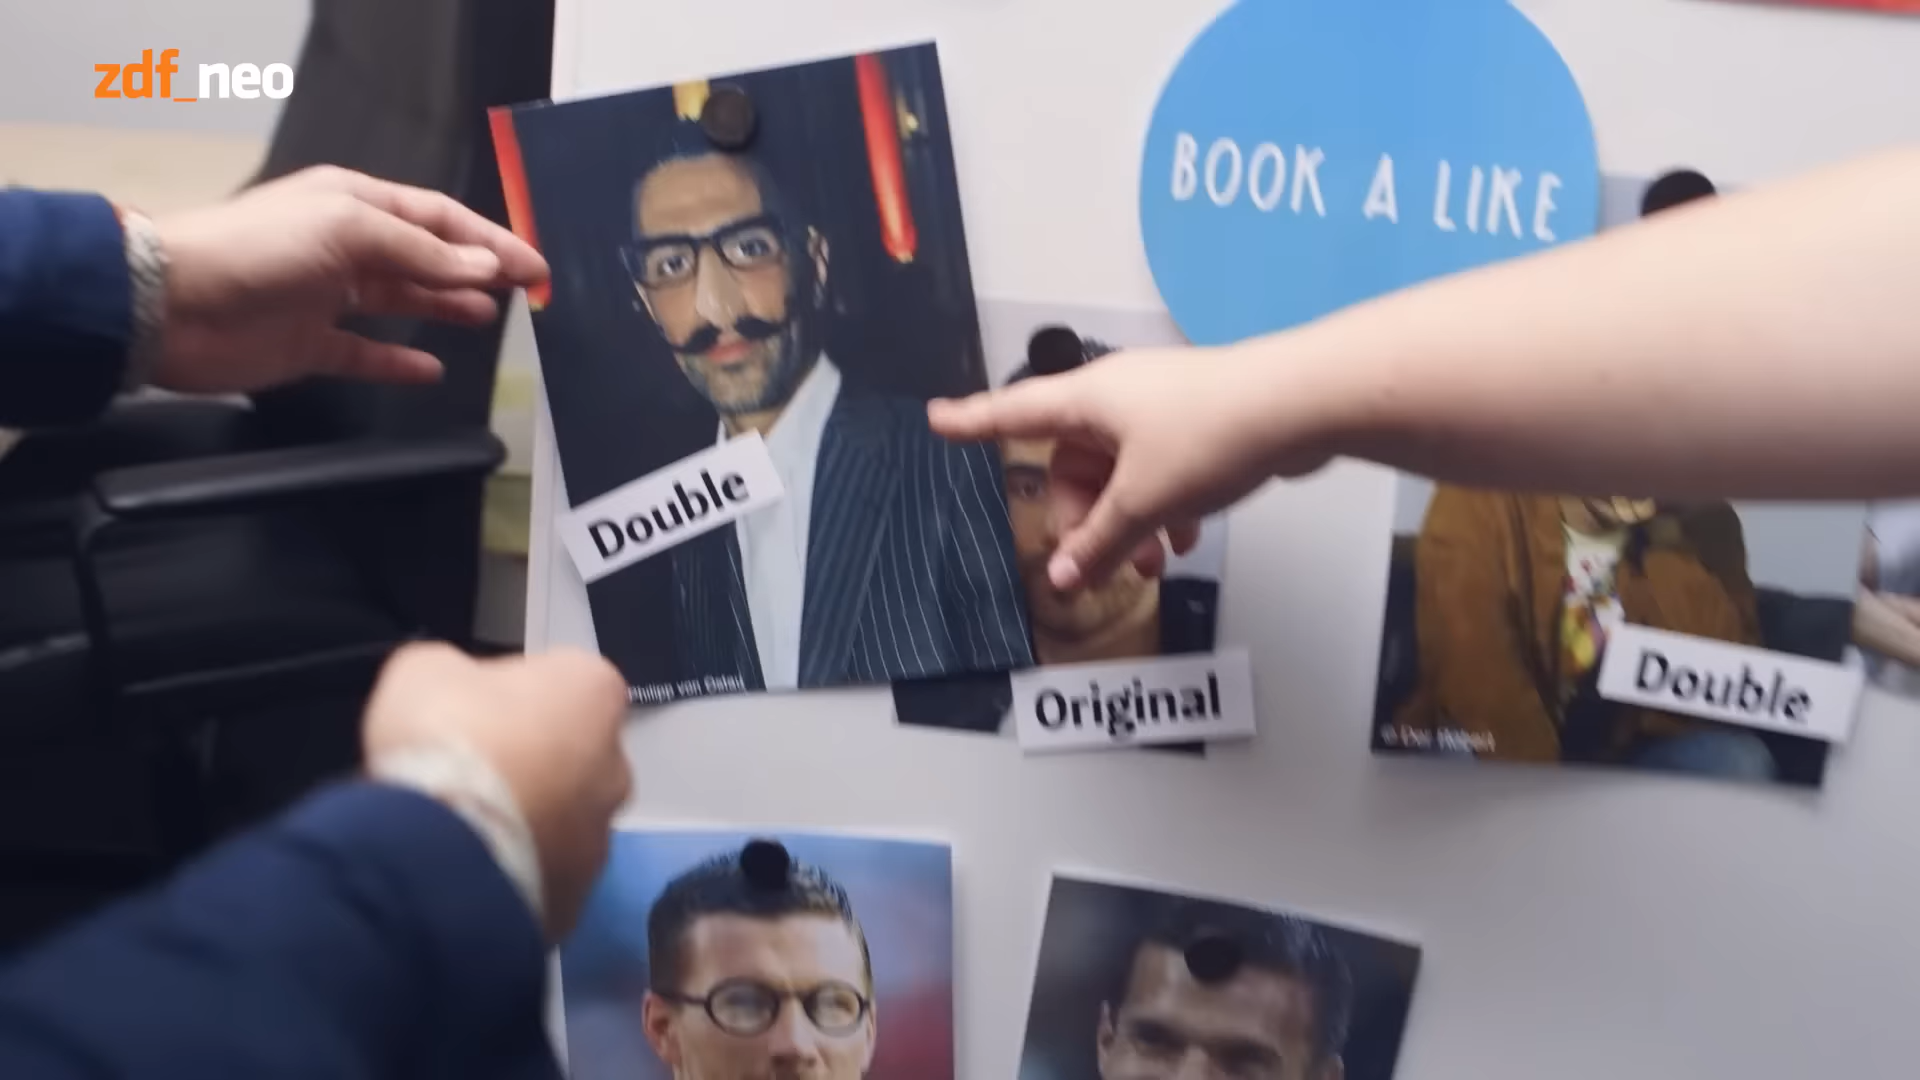 zdf_neo
BOOK A LIKE
Double
Original
Double